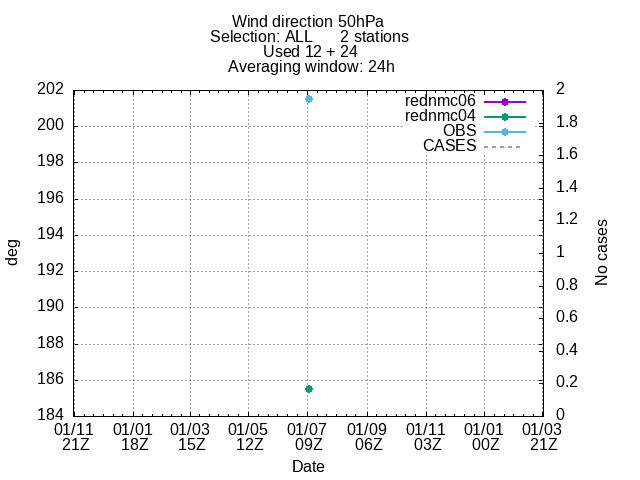 Wind direction 50hPa
Selection: ALL 2 stations
Used 12 + 24
Averaging window: 24h
202 2
rednmc06
rednmc04
OBS
CASES
200 1.8
198 1.6
196 1.4
194 1.2
192 1
190 0.8
188 0.6
186 0.4
184 0.2
0
deg
No cases
01/11 01/01 01/03 01/05 01/07 01/09 01/11 01/01 01/03
21Z 18Z 15Z 12Z 09Z 06Z 03Z 00Z 21Z
Date